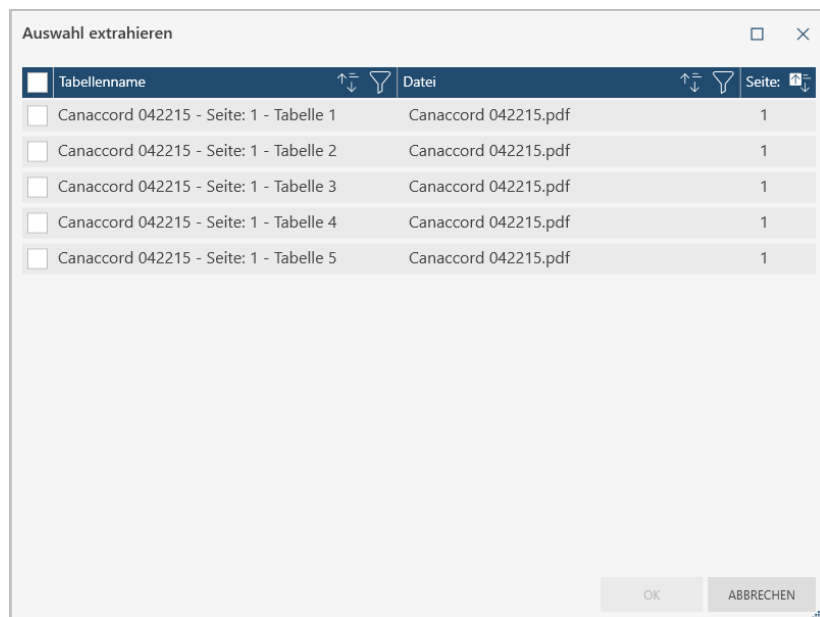 Auswahl extrahieren
Tabellenname Datei Seite:
Canaccord 042215 - Seite: 1 - Tabelle 1 Canaccord 042215.pdf 1
Canaccord 042215 - Seite: 1 - Tabelle 2 Canaccord 042215.pdf 1
Canaccord 042215 - Seite: 1 - Tabelle 3 Canaccord 042215.pdf 1
Canaccord 042215 - Seite: 1 - Tabelle 4 Canaccord 042215.pdf 1
Canaccord 042215 - Seite: 1 - Tabelle 5 Canaccord 042215.pdf 1
OK ABBRECHEN